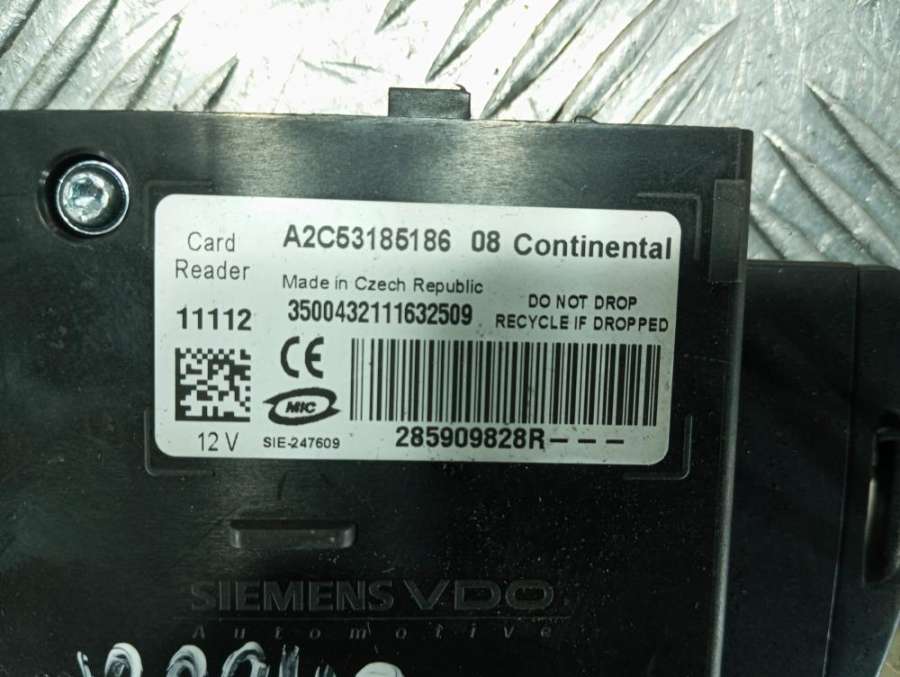 Card
Reader
A2C53185186 08 Continental
Made in Czech Republic
11112
3500432111632509
DO NOT DROP
RECYCLE IF DROPPED
CE
MIC
12 V
SIE-247609
285909828R---
SIEMENS VDO
Automotive